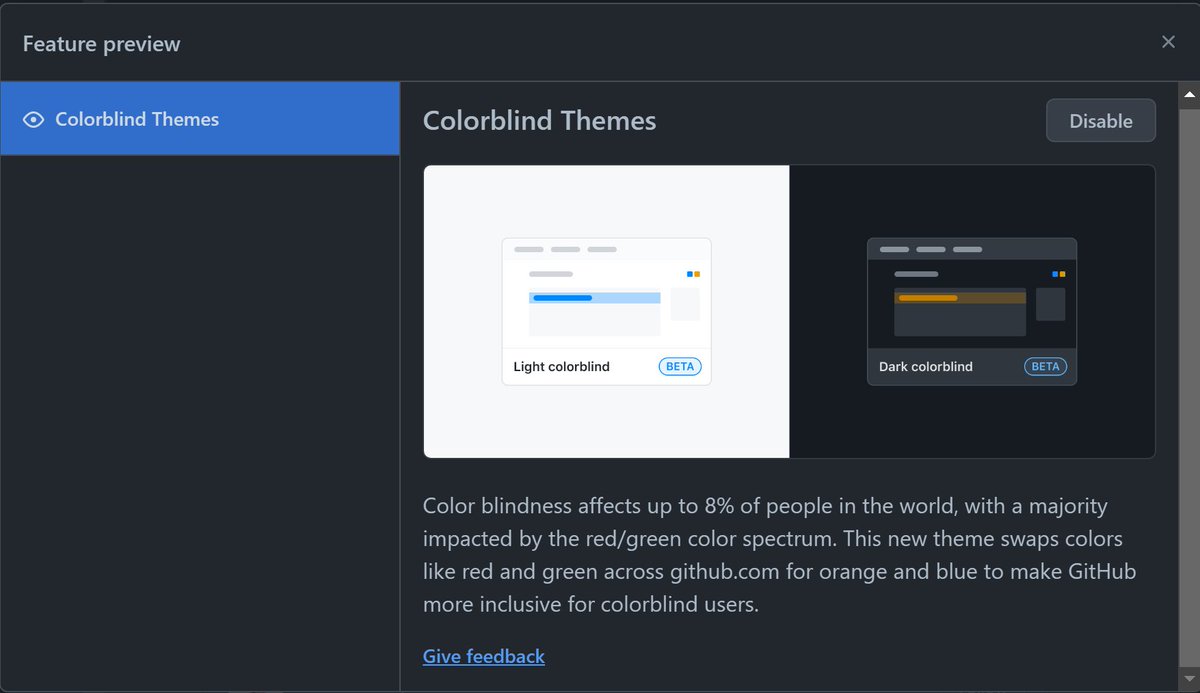 Feature preview
Colorblind Themes
Colorblind Themes
Disable
Light colorblind
BETA
Dark colorblind
BETA
Color blindness affects up to 8% of people in the world, with a majority
impacted by the red/green color spectrum. This new theme swaps colors
like red and green across github.com for orange and blue to make GitHub
more inclusive for colorblind users.
Give feedback